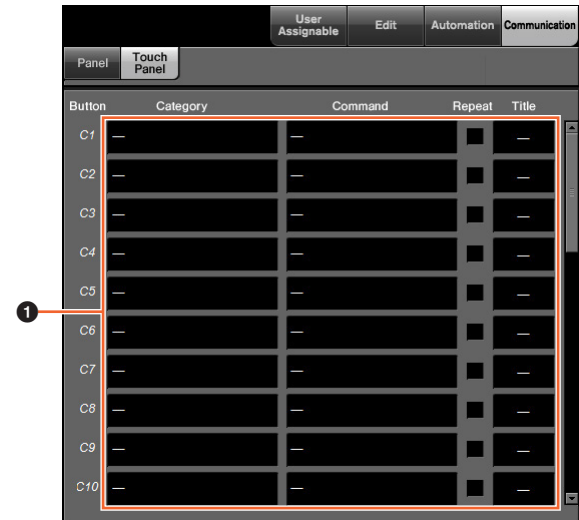 User Assignable Edit Automation Communication
Panel Touch Panel
Button Category Command Repeat Title
C1 — — —
C2 — — —
C3 — — —
C4 — — —
C5 — — —
1
C6 — — —
C7 — — —
C8 — — —
C9 — — —
C10 — — —